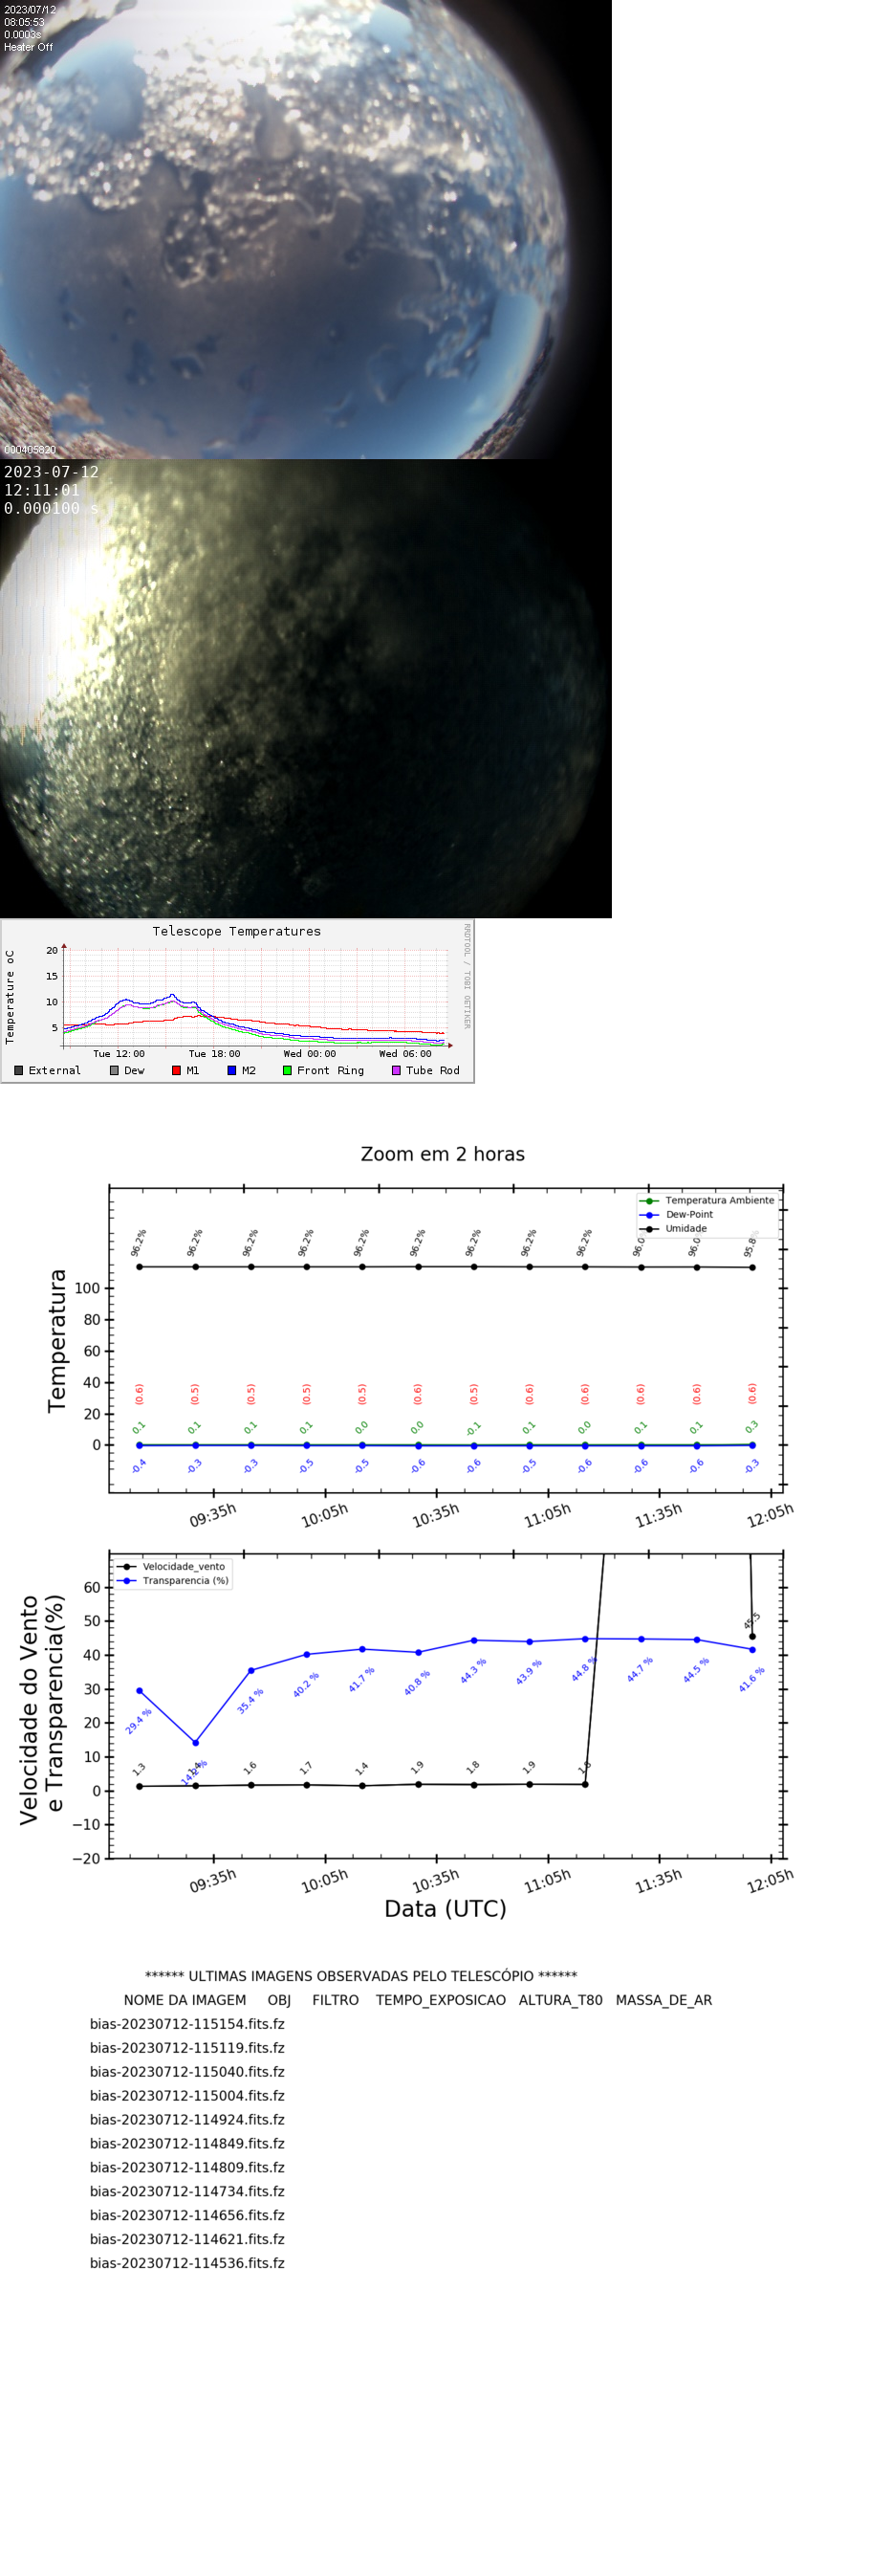 2023/07/12
08:05:53
0.0003s
Heater Off
000405820
2023-07-12
12:11:01
0.000100 s
Telescope Temperatures
RRDTOOL / TOBI OETIKER
Temperature oC
20
15
10
5
Tue 12:00 Tue 18:00 Wed 00:00 Wed 06:00
External Dew M1 M2 Front Ring Tube Rod
Zoom em 2 horas
Temperatura Ambiente
Dew-Point
Umidade
96.2% 96.2% 96.2% 96.2% 96.2% 96.2% 96.2% 96.2% 96.2% 96.0 95.8
Temperatura
100
80
60
40
20
0
(0.6) (0.5) (0.5) (0.5) (0.5) (0.6) (0.5) (0.6) (0.6) (0.6) (0.6) (0.6)
0.1 0.1 0.1 0.1 0.0 0.0 -0.1 0.1 0.0 0.1 0.1 0.3
-0.4 -0.3 -0.3 -0.5 -0.5 -0.6 -0.6 -0.5 -0.6 -0.6 -0.6 -0.3
09:35h 10:05h 10:35h 11:05h 11:35h 12:05h
Velocidade_vento
Transparencia (%)
Velocidade do Vento
e Transparencia(%)
60
50
40
30
20
10
0
−10
−20
45.5
29.4 % 35.4 % 40.2 % 41.7 % 40.8 % 44.3 % 43.9 % 44.8 % 44.7 % 44.5 % 41.6 %
1.3 1.6 1.7 1.4 1.9 1.8 1.9
09:35h 10:05h 10:35h 11:05h 11:35h 12:05h
Data (UTC)
****** ULTIMAS IMAGENS OBSERVADAS PELO TELESCÓPIO ******
NOME DA IMAGEM OBJ FILTRO TEMPO_EXPOSICAO ALTURA_T80 MASSA_DE_AR
bias-20230712-115154.fits.fz
bias-20230712-115119.fits.fz
bias-20230712-115040.fits.fz
bias-20230712-115004.fits.fz
bias-20230712-114924.fits.fz
bias-20230712-114849.fits.fz
bias-20230712-114809.fits.fz
bias-20230712-114734.fits.fz
bias-20230712-114656.fits.fz
bias-20230712-114621.fits.fz
bias-20230712-114536.fits.fz